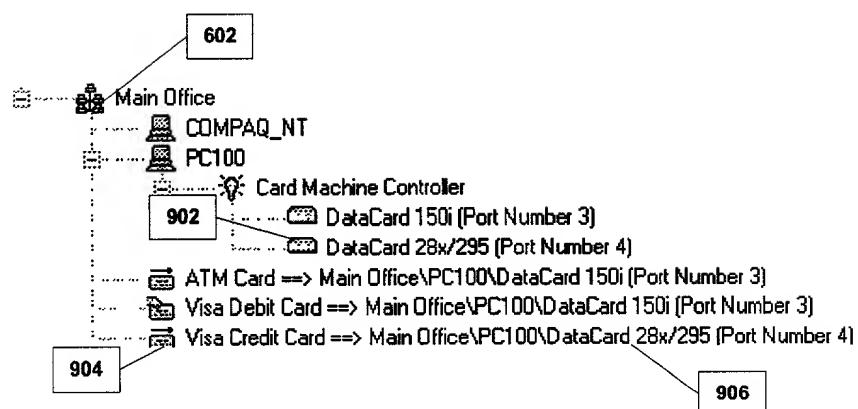 602
Main Office
COMPAQ_NT
PC100
Card Machine Controller
902
DataCard 150i (Port Number 3)
DataCard 28x/295 (Port Number 4)
ATM Card ==> Main Office\PC100\DataCard 150i (Port Number 3)
Visa Debit Card ==> Main Office\PC100\DataCard 150i (Port Number 3)
Visa Credit Card ==> Main Office\PC100\DataCard 28x/295 (Port Number 4)
904
906